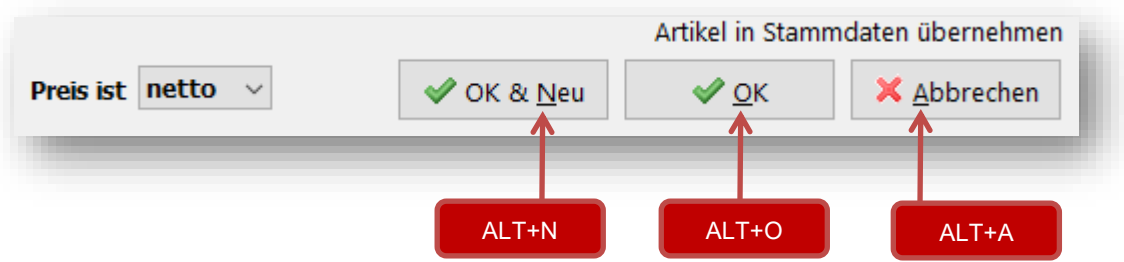 Artikel in Stammdaten übernehmen
Preis ist netto OK & Neu OK Abbrechen
ALT+N ALT+O ALT+A